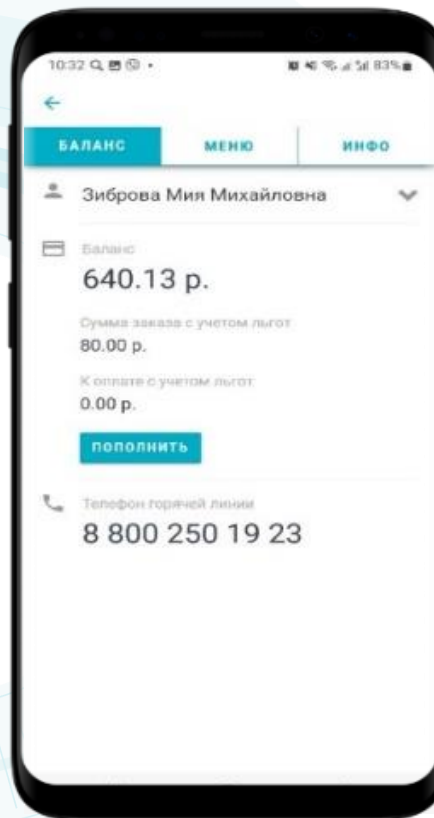 10:32
83%
БАЛАНС МЕНЮ ИНФО
Зиброва Мия Михайловна
Баланс
640.13 р.
Сумма заказа с учетом льгот
80.00 р.
К оплате с учетом льгот:
0.00 р.
ПОПОЛНИТЬ
Телефон горячей линии
8 800 250 19 23